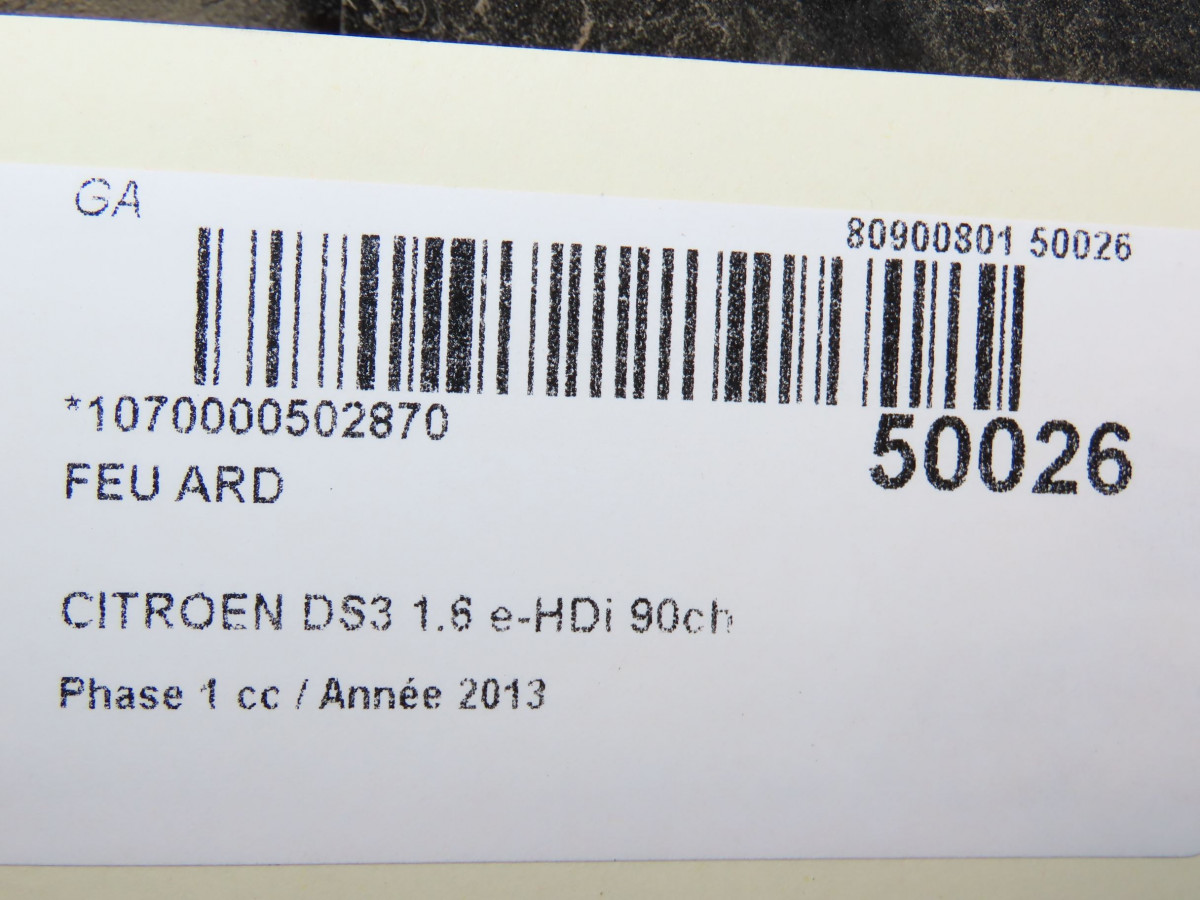 GA
80900801 50026
*1070000502870
50026
FEU ARD
CITROEN DS3 1.6 e-HDi 90ch
Phase 1 cc / Année 2013